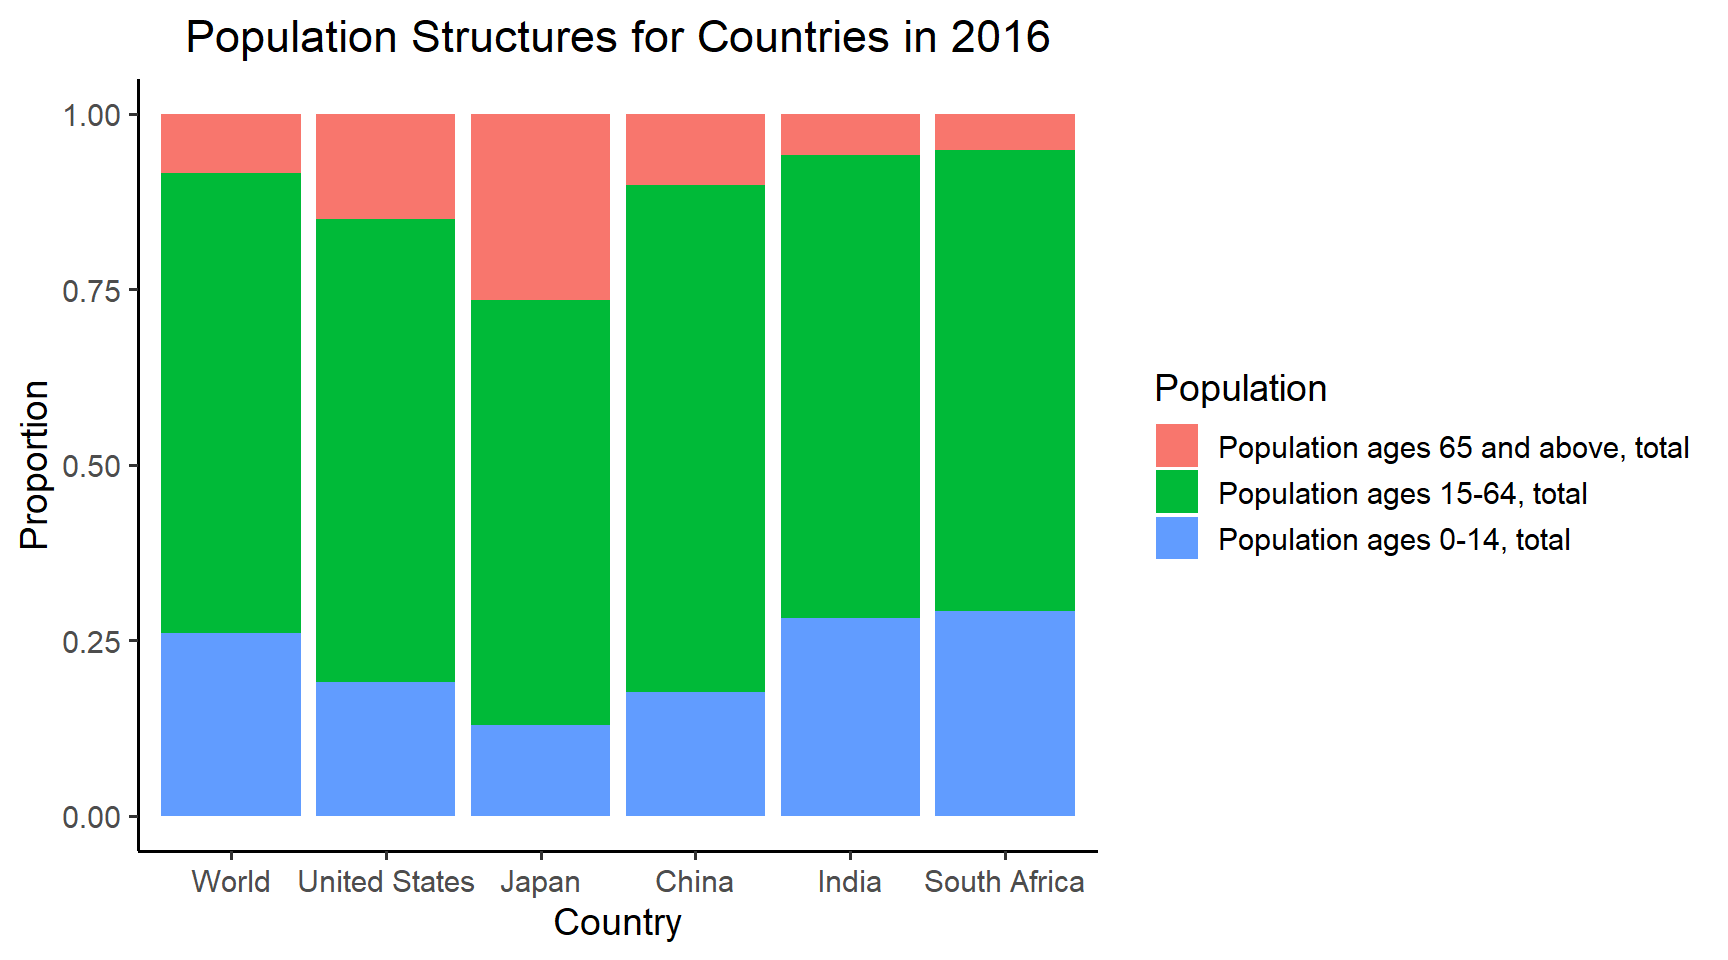 Population Structures for Countries in 2016
1.00
0.75
0.50
0.25
0.00
Proportion
World
United States
Japan
China
India
South Africa
Country
Population
Population ages 65 and above, total
Population ages 15-64, total
Population ages 0-14, total